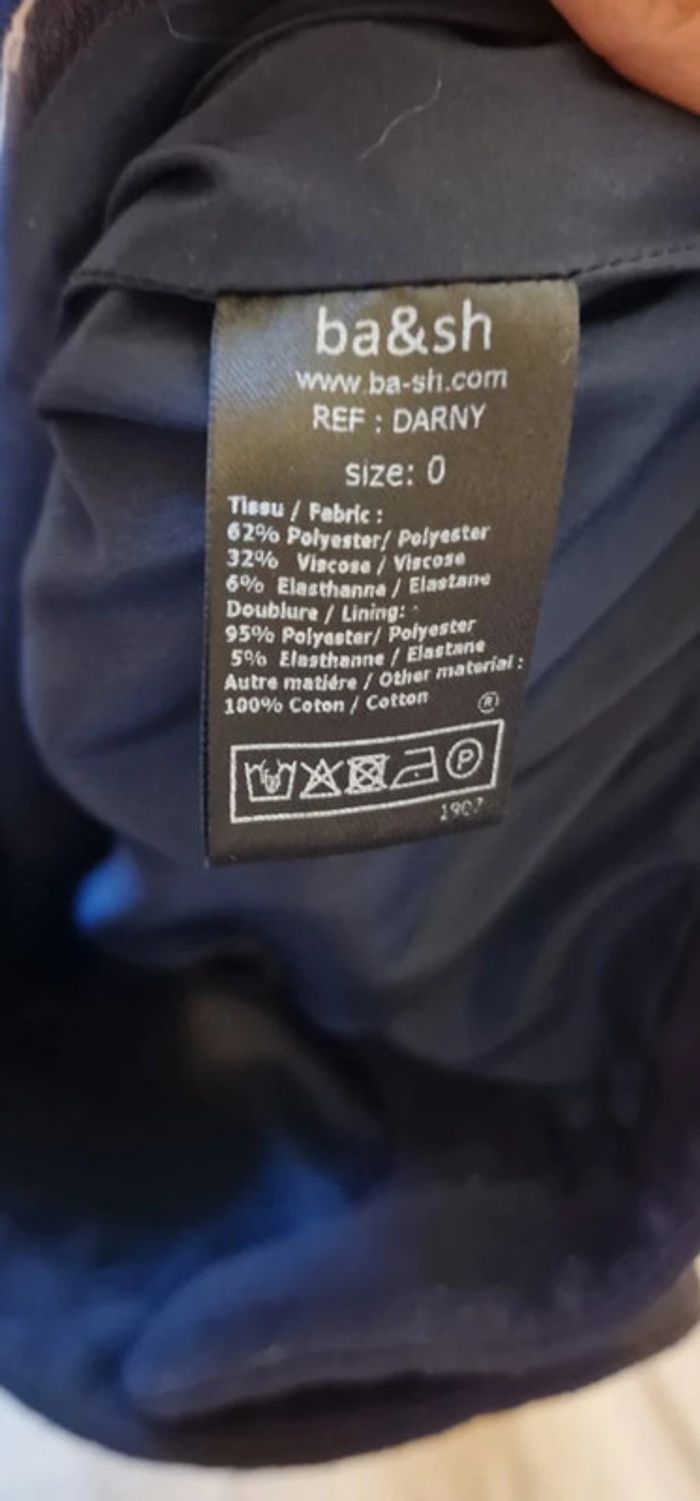 ba&sh
www.ba-sh.com
REF : DARNY
size: 0
Tissu / Fabric :
62% Polyester/ Polyester
32% Viscose / Viscose
6% Elasthanne / Elastane
Doublure / Lining:
95% Polyester/ Polyester
5% Elasthanne / Elastane
Autre matière / Other material :
100% Coton / Cotton
®
P